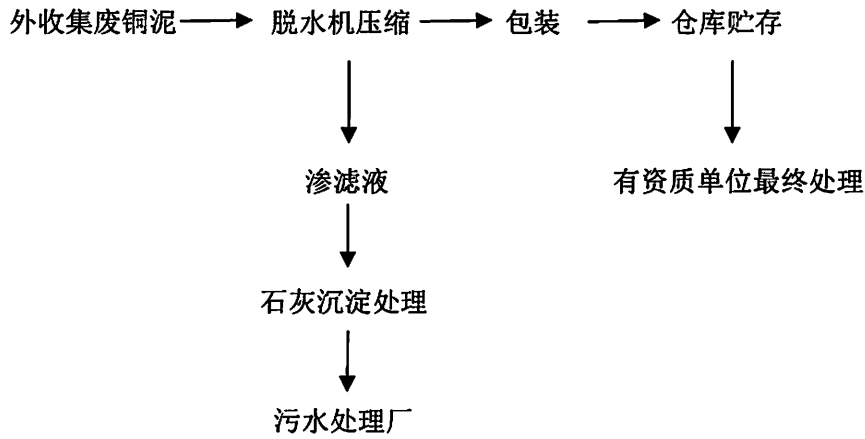 外收集废铜泥 脱水机压缩 包装 仓库贮存
渗滤液 有资质单位最终处理
石灰沉淀处理
污水处理厂